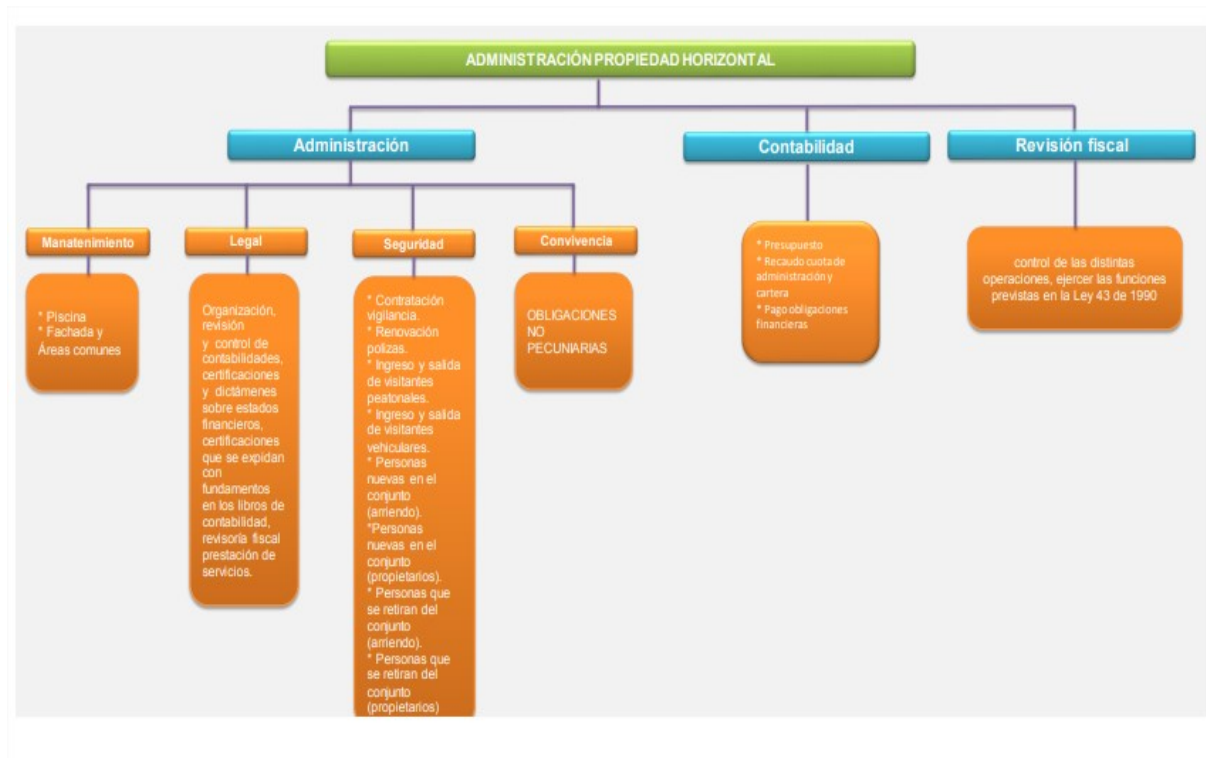 ADMINISTRACIÓN PROPIEDAD HORIZONTAL
Administración
Contabilidad
Revisión fiscal
Manatenimiento
Legal
Seguridad
Convivencia
* Piscina
* Fachada y
Áreas comunes
Organización,
revisión
y control de
contabilidades,
certificaciones
y dictámenes
sobre estados
financieros,
certificaciones
que se expidan
con
fundamentos
en los libros de
contabilidad,
revisoría fiscal
prestación de
servicios.
* Contratación
vigilancia.
* Renovación
polizas.
* Ingreso y salida
de visitantes
peatonales.
* Ingreso y salida
de visitantes
vehiculares.
* Personas
nuevas en el
conjunto
(arriendo).
*Personas
nuevas en el
conjunto
(propietarios).
* Personas que
se retiran del
conjunto
(arriendo).
* Personas que
se retiran del
conjunto
(propietarios)
OBLIGACIONES
NO
PECUNIARIAS
* Presupuesto
* Recaudo cuota de
administración y
cartera
* Pago obligaciones
financieras
control de las distintas
operaciones, ejercer las funciones
previstas en la Ley 43 de 1990